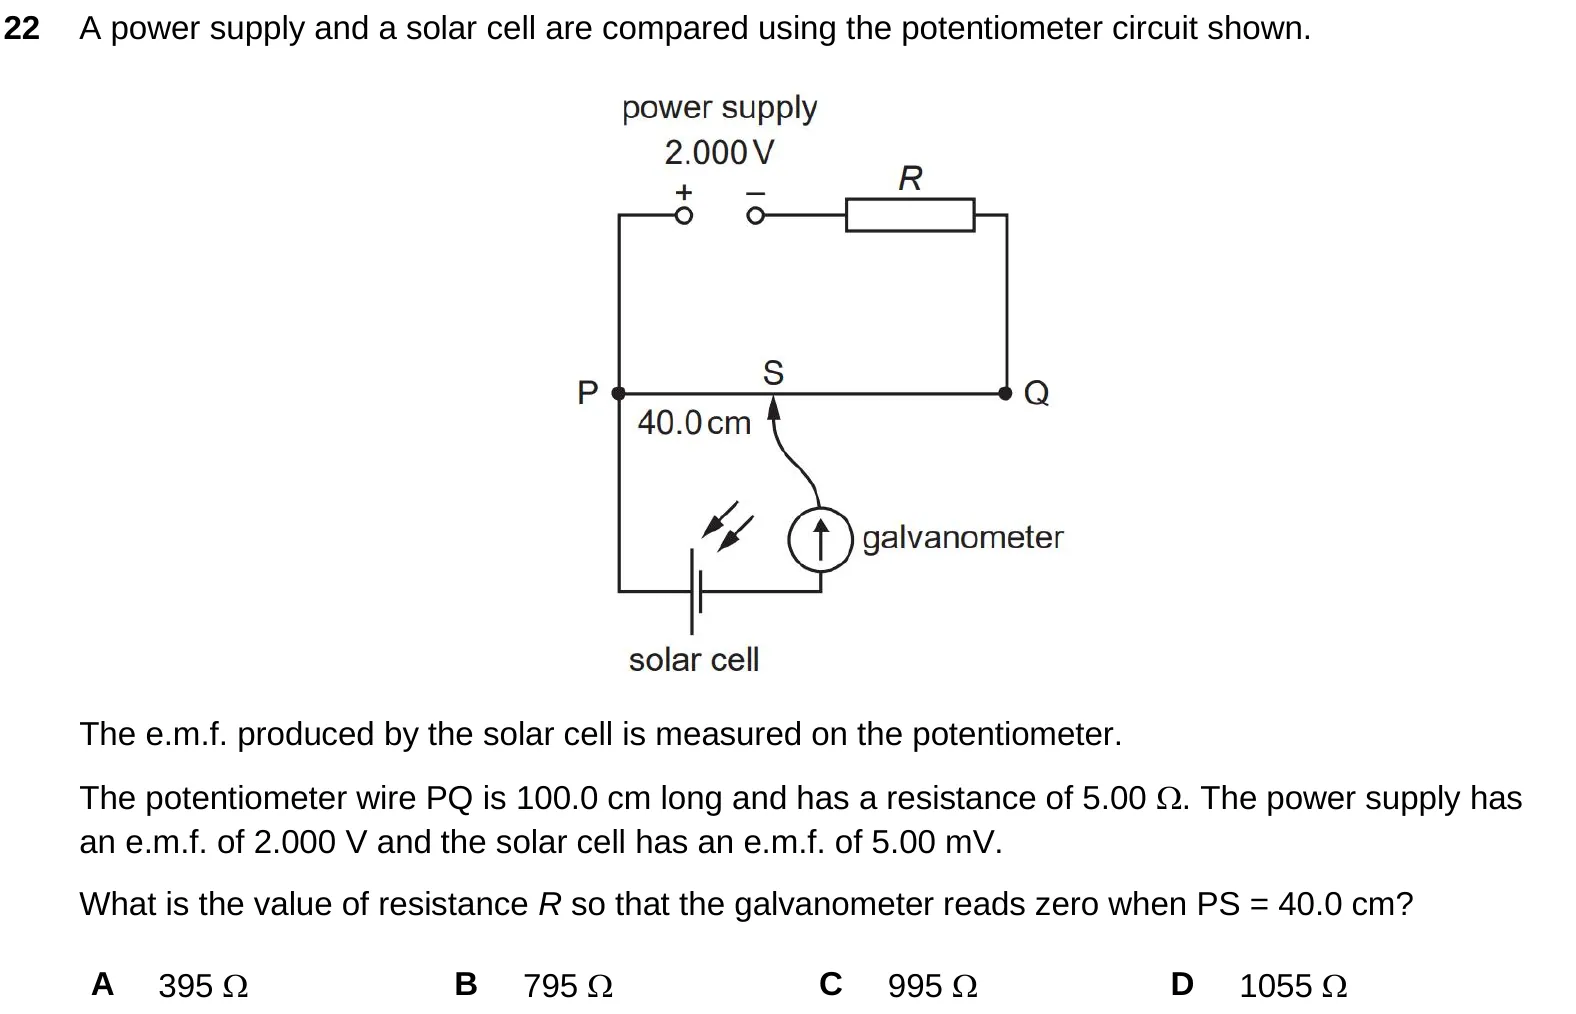 22 A power supply and a solar cell are compared using the potentiometer circuit shown.
power supply
2.000 V
+ –
R
P
S
Q
40.0 cm
galvanometer
solar cell
The e.m.f. produced by the solar cell is measured on the potentiometer.
The potentiometer wire PQ is 100.0 cm long and has a resistance of 5.00 Ω. The power supply has
an e.m.f. of 2.000 V and the solar cell has an e.m.f. of 5.00 mV.
What is the value of resistance R so that the galvanometer reads zero when PS = 40.0 cm?
A 395 Ω B 795 Ω C 995 Ω D 1055 Ω